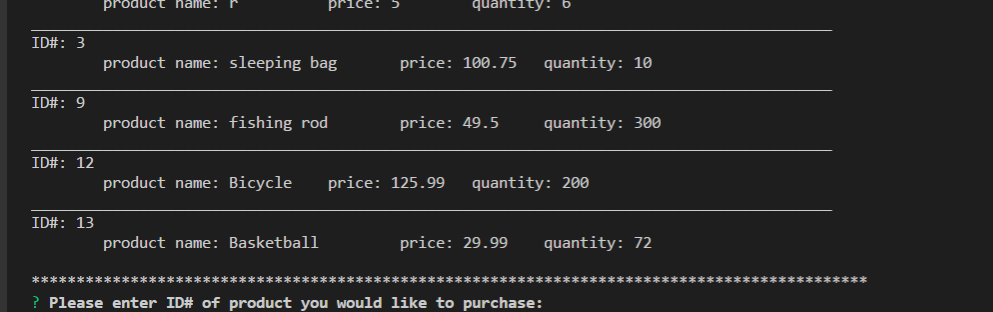 product name: r          price: 5        quantity: 6
ID#: 3
product name: sleeping bag       price: 100.75   quantity: 10
ID#: 9
product name: fishing rod        price: 49.5     quantity: 300
ID#: 12
product name: Bicycle    price: 125.99   quantity: 200
ID#: 13
product name: Basketball         price: 29.99    quantity: 72
*********************************************************************************************
? Please enter ID# of product you would like to purchase: